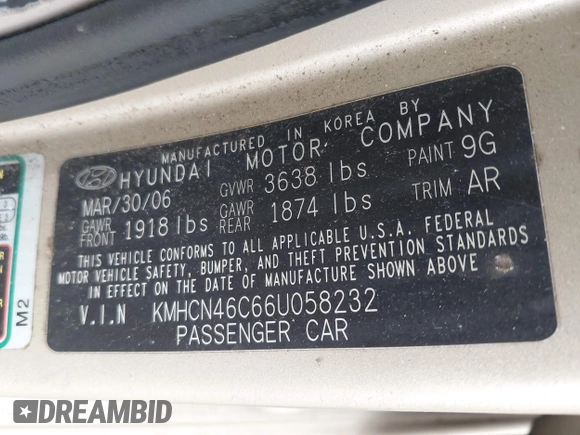 MANUFACTURED IN KOREA BY
HYUNDAI MOTOR COMPANY
MAR/30/06 GVWR 3638 lbs PAINT 9G
GAWR FRONT 1918 lbs GAWR REAR 1874 lbs TRIM AR
THIS VEHICLE CONFORMS TO ALL APPLICABLE U.S.A. FEDERAL
MOTOR VEHICLE SAFETY, BUMPER, AND THEFT PREVENTION STANDARDS
IN EFFECT ON THE DATE OF MANUFACTURE SHOWN ABOVE.
V.I.N KMHCN46C66U058232
PASSENGER CAR
M2
DREAMBID